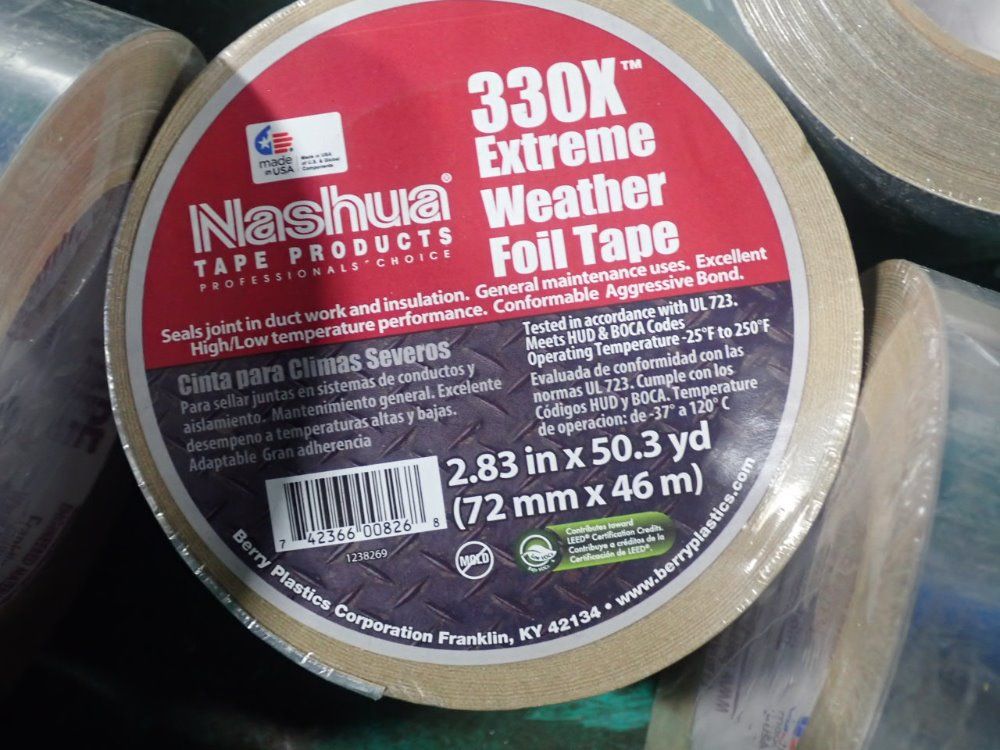 330X™
Extreme
Weather
Foil Tape
made
in USA
Made in USA
of U.S. & Global
Components
Nashua®
TAPE PRODUCTS
PROFESSIONALS' CHOICE
Seals joint in duct work and insulation. General maintenance uses. Excellent
High/Low temperature performance. Conformable Aggressive Bond.
Cinta para Climas Severos
Para sellar juntas en sistemas de conductos y
aislamiento. Mantenimiento general. Excelente
desempeno a temperaturas altas y bajas.
Adaptable Gran adherencia
Tested in accordance with UL 723.
Meets HUD & BOCA Codes
Operating Temperature -25°F to 250°F
Evaluada de conformidad con las
normas UL 723. Cumple con los
Códigos HUD y BOCA. Temperature
de operacion: de -37° a 120° C
2.83 in x 50.3 yd
(72 mm x 46 m)
7 42366 00826 8
1238269
MOLD
Contributes toward
LEED® Certification Credits.
Contribuye a créditos de la
Certificación de LEED®.
Berry Plastics Corporation Franklin, KY 42134 • www.berryplastics.com